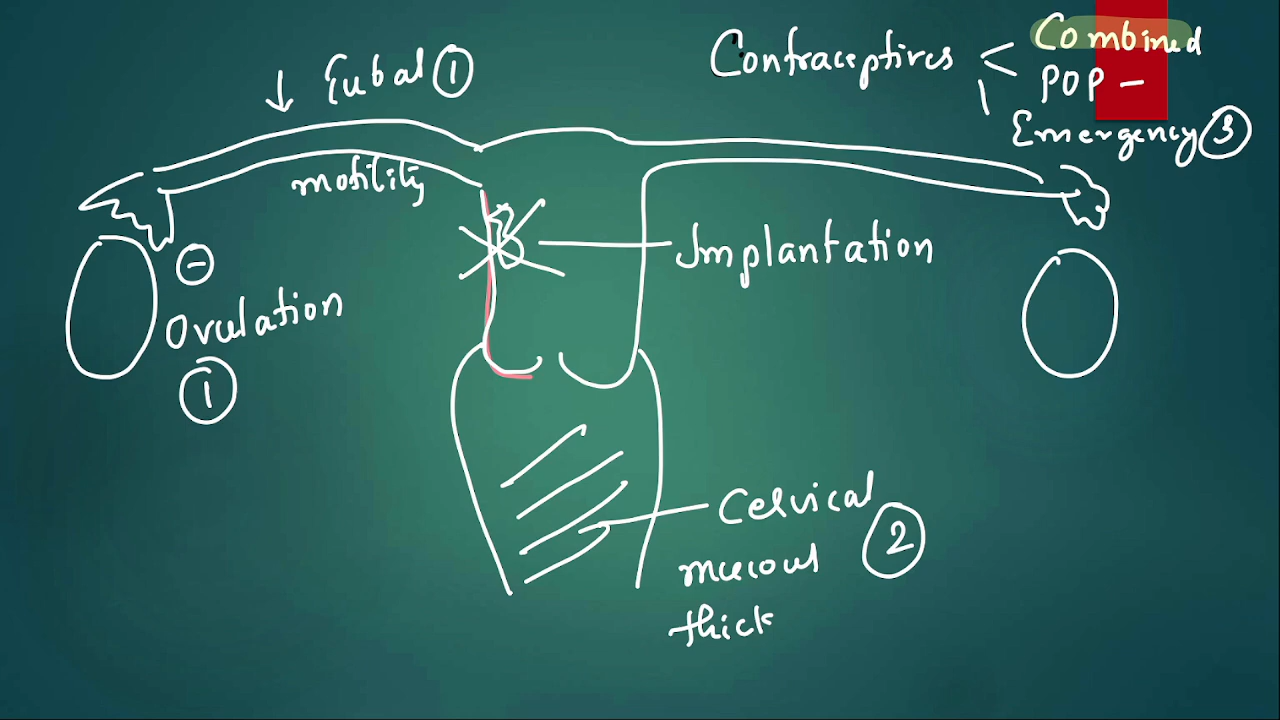 Contraceptives < Combined
POP -
Emergency ③
↓ Tubal ①
motility
⊖
Ovulation
①
Implantation
Cervical
mucous ②
thick